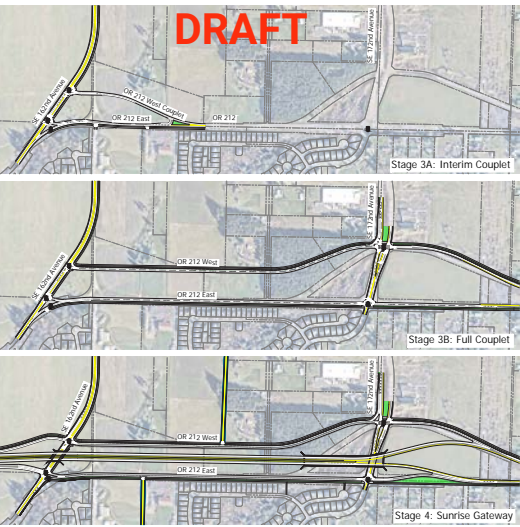 DRAFT
SE 172nd Avenue
SE 162nd Avenue
OR 212 West Couplet
OR 212 East
OR 212
Stage 3A: Interim Couplet
SE 172nd Avenue
SE 162nd Avenue
OR 212 West
OR 212 East
Stage 3B: Full Couplet
SE 172nd Avenue
SE 162nd Avenue
OR 212 West
OR 212 East
Stage 4: Sunrise Gateway